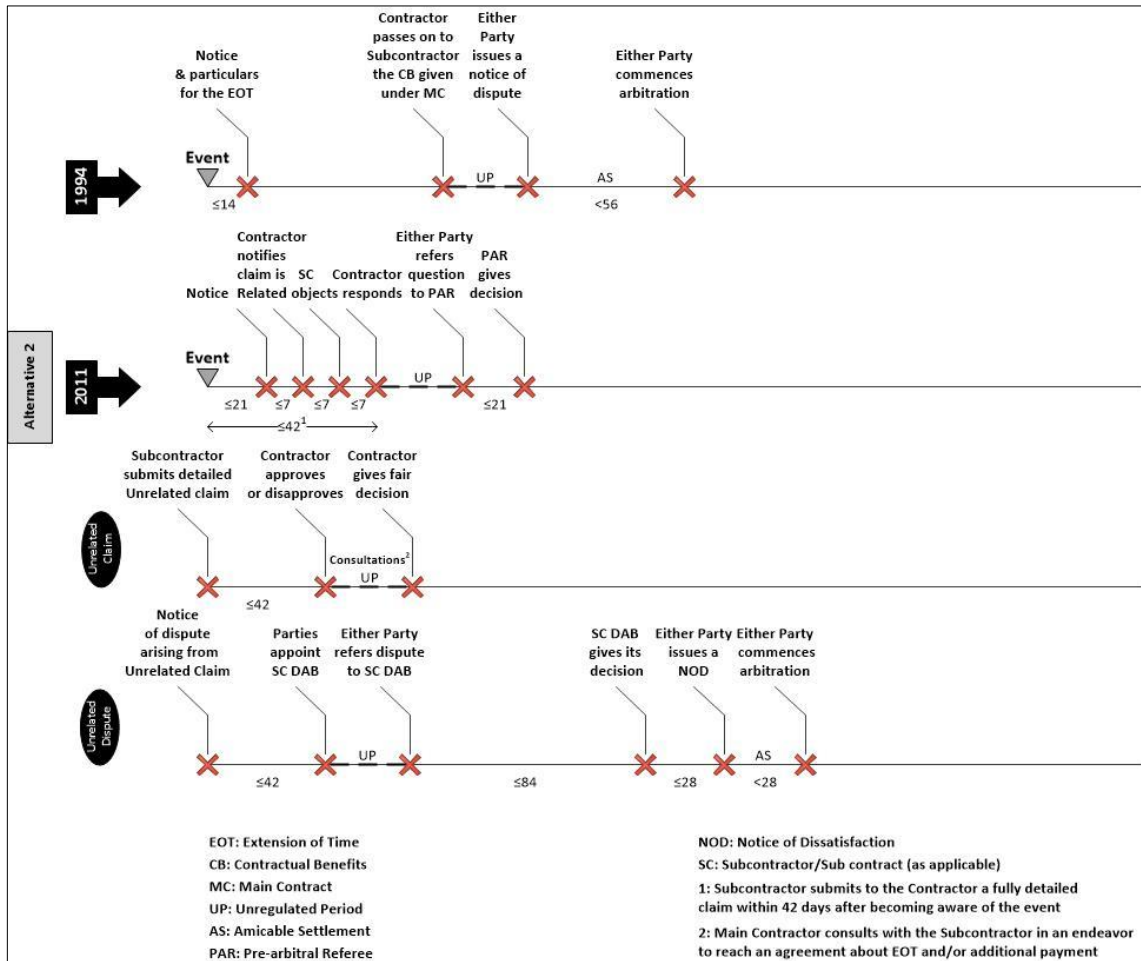 Alternative 2
1994
Notice
& particulars
for the EOT
Contractor
passes on to
Subcontractor
the CB given
under MC
Either
Party
issues a
notice of
dispute
Either Party
commences
arbitration
Event
UP
AS
≤14
<56
2011
Notice
Contractor
notifies
claim is
Related
SC
objects
Contractor
responds
Either Party
refers
question
to PAR
PAR
gives
decision
Event
UP
≤21
≤7
≤7
≤7
≤21
≤42¹
Unrelated
Claim
Subcontractor
submits detailed
Unrelated claim
Contractor
approves
or disapproves
Contractor
gives fair
decision
Consultations²
UP
≤42
Unrelated
Dispute
Notice
of dispute
arising from
Unrelated Claim
Parties
appoint
SC DAB
Either Party
refers dispute
to SC DAB
SC DAB
gives its
decision
Either Party
issues a
NOD
Either Party
commences
arbitration
UP
AS
≤42
≤84
≤28
<28
EOT: Extension of Time
CB: Contractual Benefits
MC: Main Contract
UP: Unregulated Period
AS: Amicable Settlement
PAR: Pre-arbitral Referee
NOD: Notice of Dissatisfaction
SC: Subcontractor/Sub contract (as applicable)
1: Subcontractor submits to the Contractor a fully detailed
claim within 42 days after becoming aware of the event
2: Main Contractor consults with the Subcontractor in an endeavor
to reach an agreement about EOT and/or additional payment